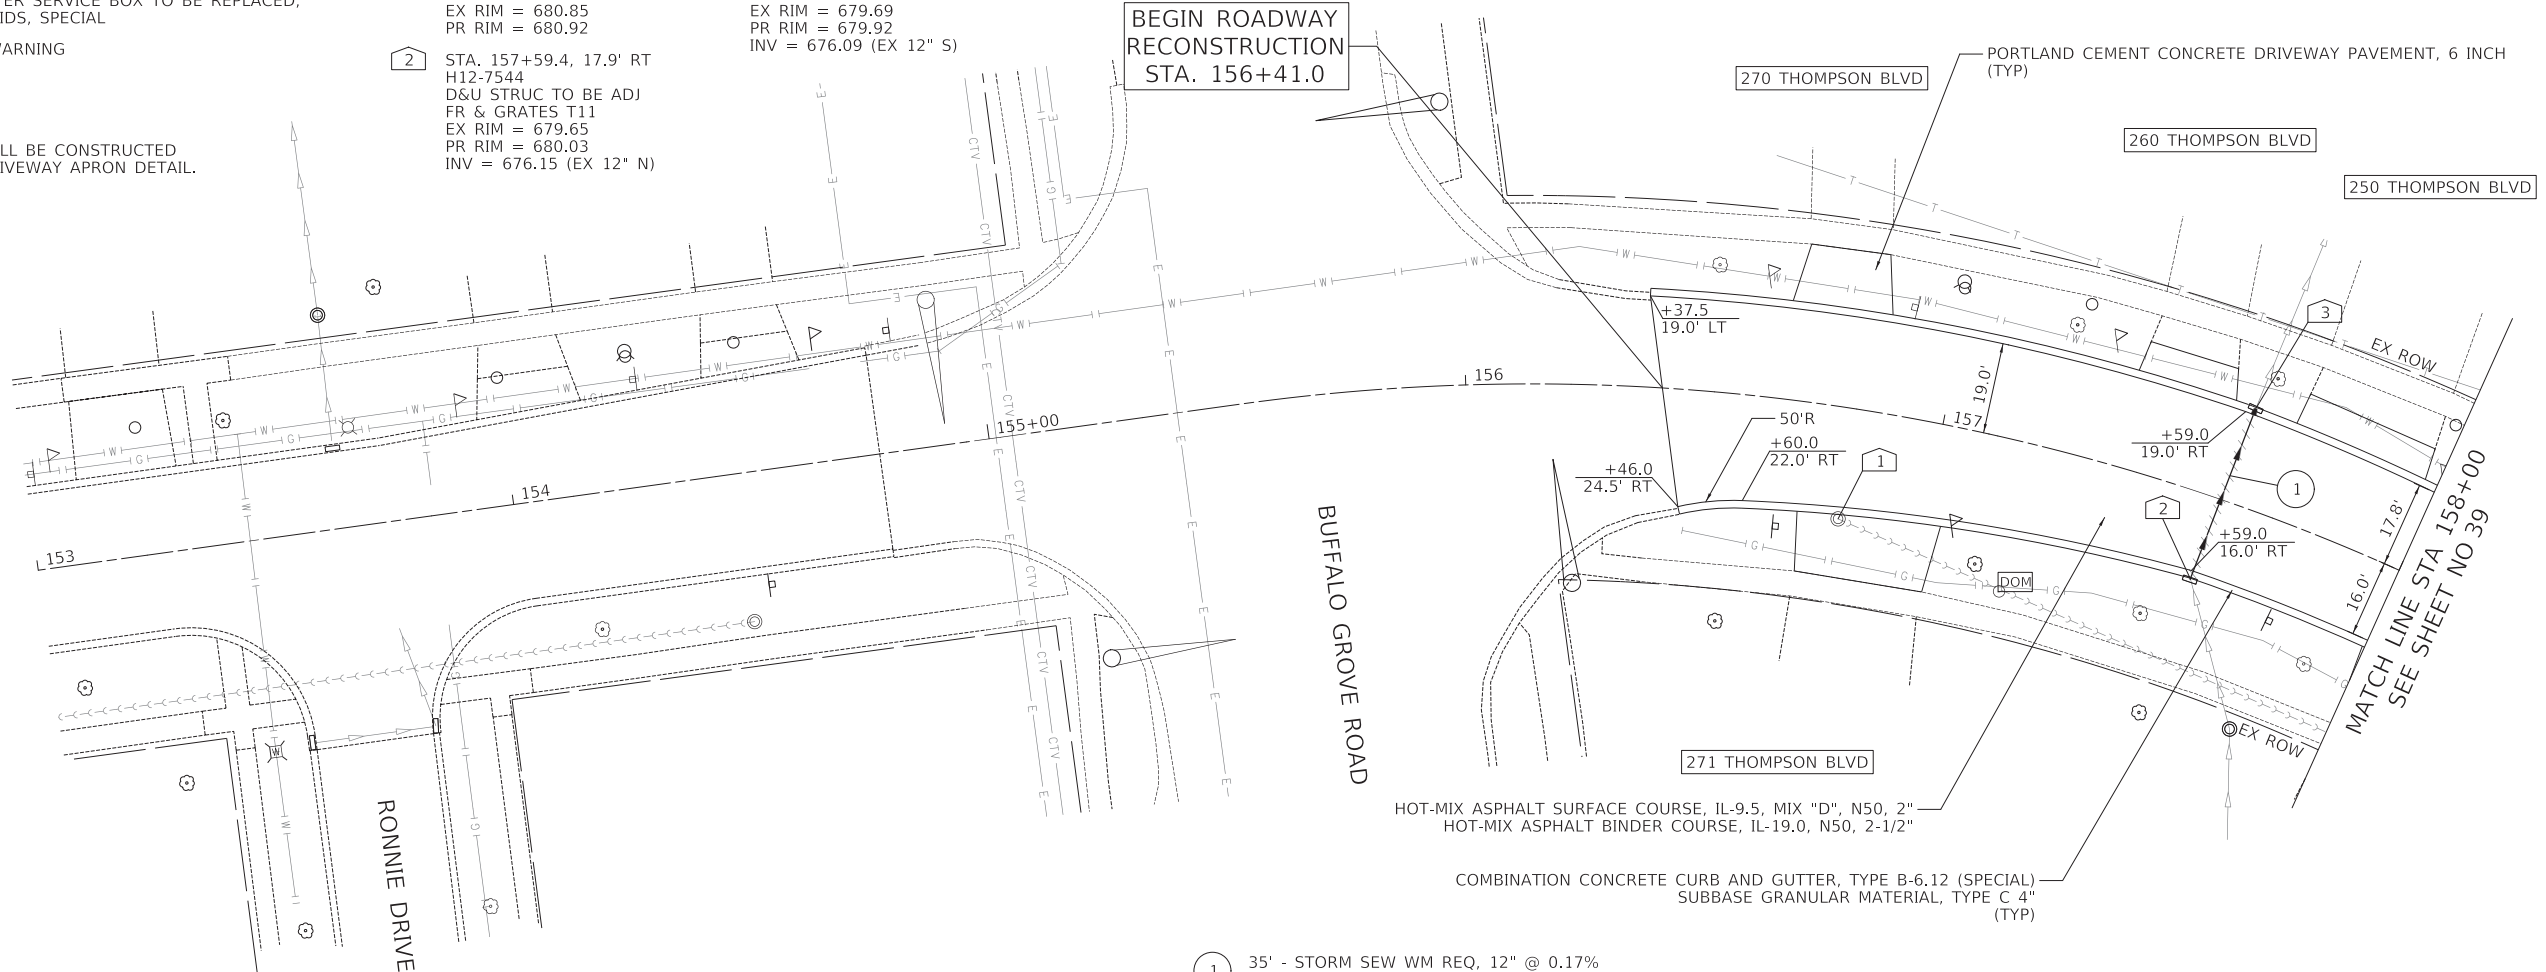 ER SERVICE BOX TO BE REPLACED,
IDS, SPECIAL
ARNING
LL BE CONSTRUCTED
IVEWAY APRON DETAIL.
EX RIM = 680.85
PR RIM = 680.92
2
STA. 157+59.4, 17.9' RT
H12-7544
D&U STRUC TO BE ADJ
FR & GRATES T11
EX RIM = 679.65
PR RIM = 680.03
INV = 676.15 (EX 12" N)
EX RIM = 679.69
PR RIM = 679.92
INV = 676.09 (EX 12" S)
BEGIN ROADWAY
RECONSTRUCTION
STA. 156+41.0
270 THOMPSON BLVD
PORTLAND CEMENT CONCRETE DRIVEWAY PAVEMENT, 6 INCH
(TYP)
260 THOMPSON BLVD
250 THOMPSON BLVD
+37.5
19.0' LT
3
EX ROW
19.0'
153
154
155+00
156
157
50'R
+60.0
22.0' RT
+46.0
24.5' RT
1
+59.0
19.0' RT
1
2
+59.0
16.0' RT
17.8'
16.0'
DOM
MATCH LINE STA 158+00
SEE SHEET NO 39
EX ROW
BUFFALO GROVE ROAD
RONNIE DRIVE
271 THOMPSON BLVD
HOT-MIX ASPHALT SURFACE COURSE, IL-9.5, MIX "D", N50, 2"
HOT-MIX ASPHALT BINDER COURSE, IL-19.0, N50, 2-1/2"
COMBINATION CONCRETE CURB AND GUTTER, TYPE B-6.12 (SPECIAL)
SUBBASE GRANULAR MATERIAL, TYPE C 4"
(TYP)
1
35' - STORM SEW WM REQ, 12" @ 0.17%